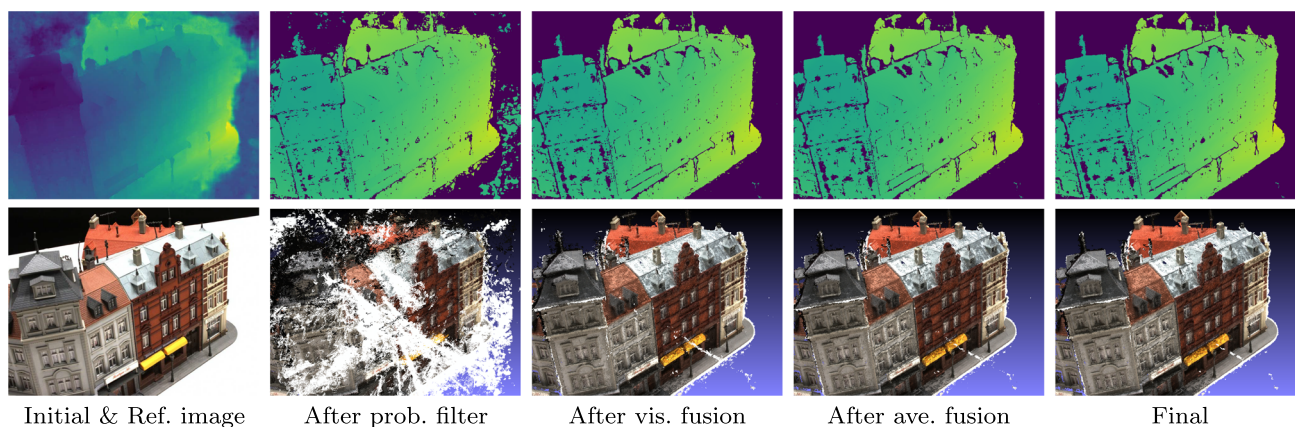 Initial & Ref. image
After prob. filter
After vis. fusion
After ave. fusion
Final